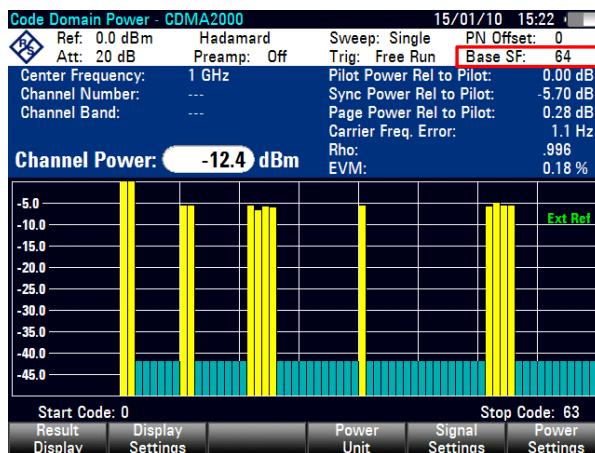 Code Domain Power - CDMA2000 15/01/10 15:22
Ref: 0.0 dBm Hadamard Sweep: Single PN Offset: 0
Att: 20 dB Preamp: Off Trig: Free Run Base SF: 64
Center Frequency: 1 GHz Pilot Power Rel to Pilot: 0.00 dB
Channel Number: --- Sync Power Rel to Pilot: -5.70 dB
Channel Band: --- Page Power Rel to Pilot: 0.28 dB
Carrier Freq. Error: 1.1 Hz
Rho: .996
Channel Power: -12.4 dBm EVM: 0.18 %
-5.0
Ext Ref
-10.0
-15.0
-20.0
-25.0
-30.0
-35.0
-40.0
-45.0
Start Code: 0 Stop Code: 63
Result Display Power Signal Power
Display Settings Unit Settings Settings